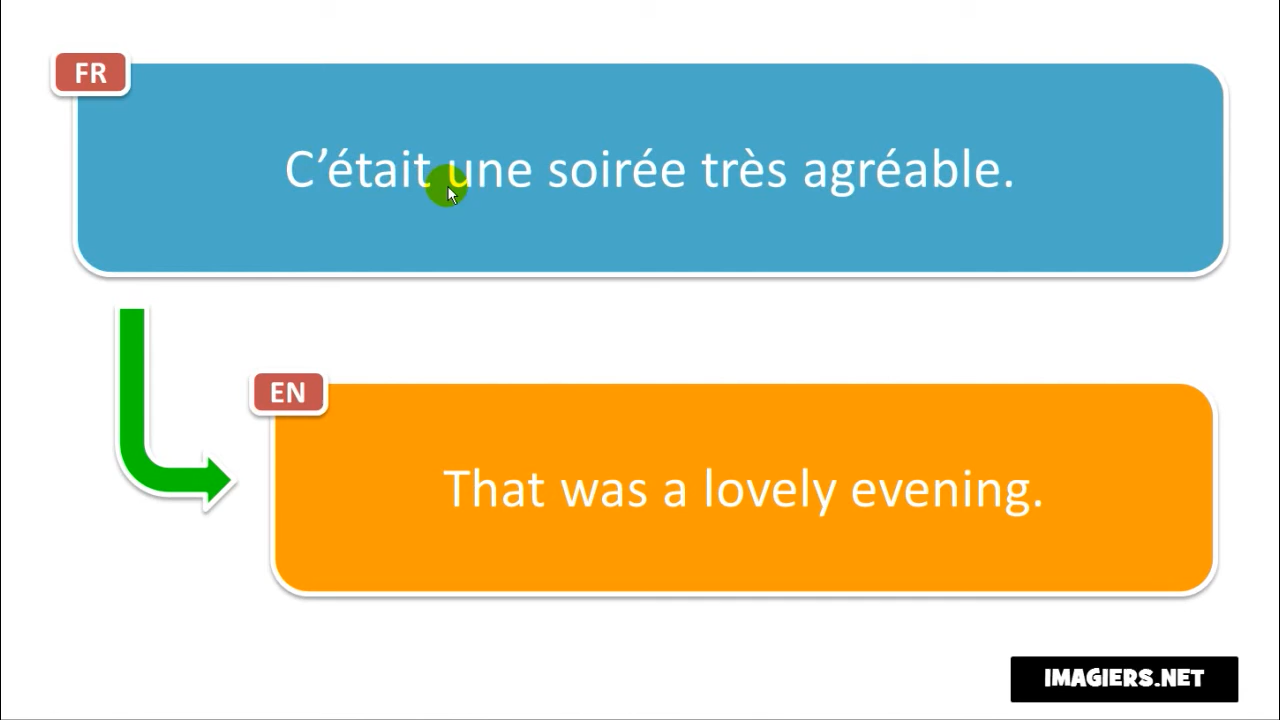 FR
C’était une soirée très agréable.
EN
That was a lovely evening.
IMAGIERS.NET